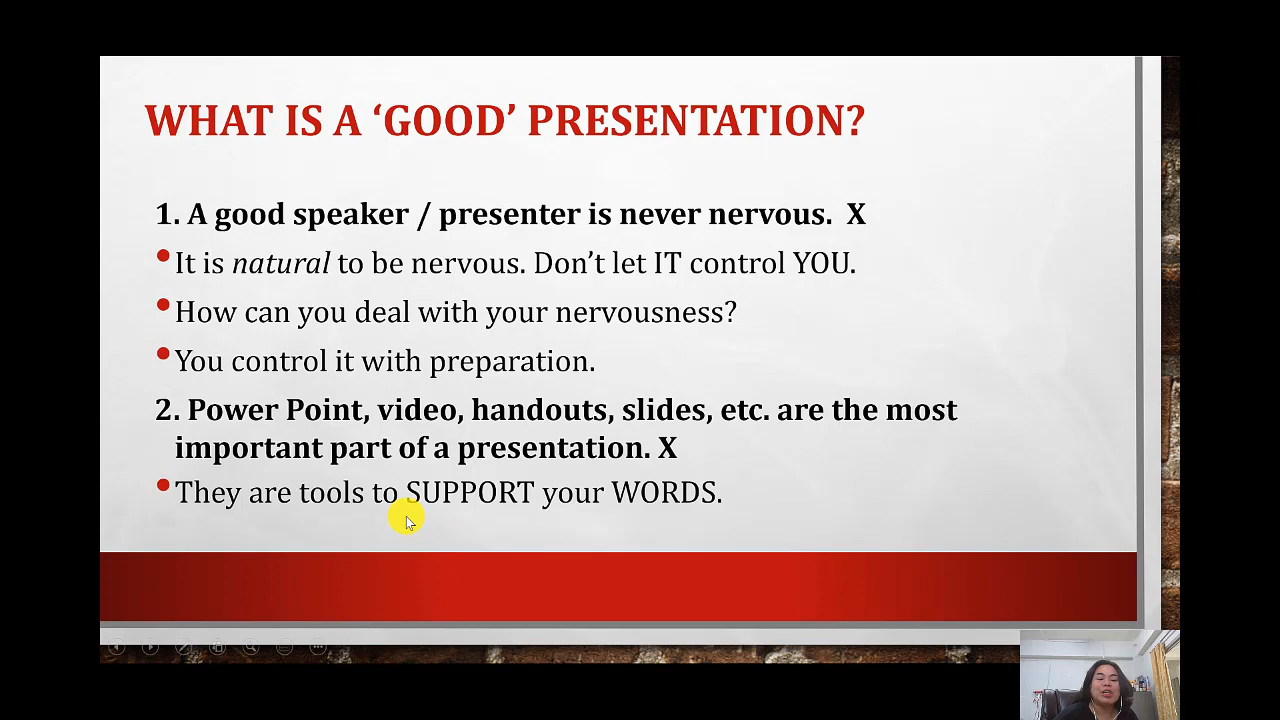 WHAT IS A ‘GOOD’ PRESENTATION?
1. A good speaker / presenter is never nervous. X
•It is natural to be nervous. Don’t let IT control YOU.
•How can you deal with your nervousness?
•You control it with preparation.
2. Power Point, video, handouts, slides, etc. are the most
important part of a presentation. X
•They are tools to SUPPORT your WORDS.